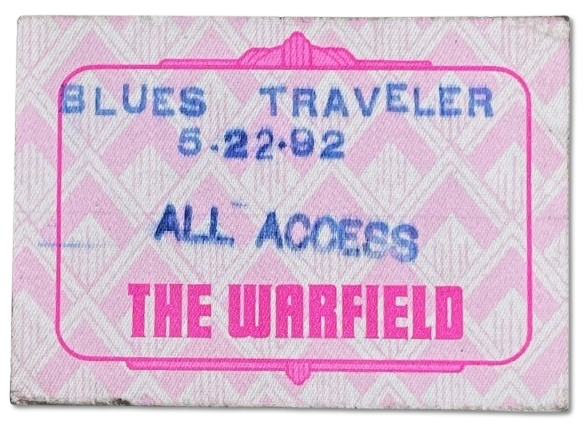 BLUES TRAVELER
5.22.92
ALL ACCESS
THE WARFIELD